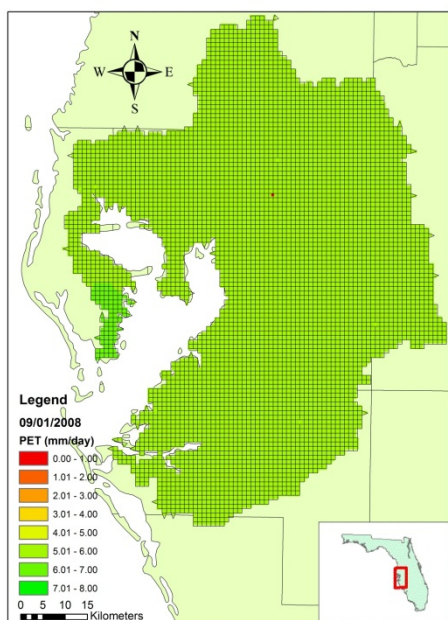 N
W E
S
Legend
09/01/2008
PET (mm/day)
0.00 - 1.00
1.01 - 2.00
2.01 - 3.00
3.01 - 4.00
4.01 - 5.00
5.01 - 6.00
6.01 - 7.00
7.01 - 8.00
0 5 10 15
Kilometers